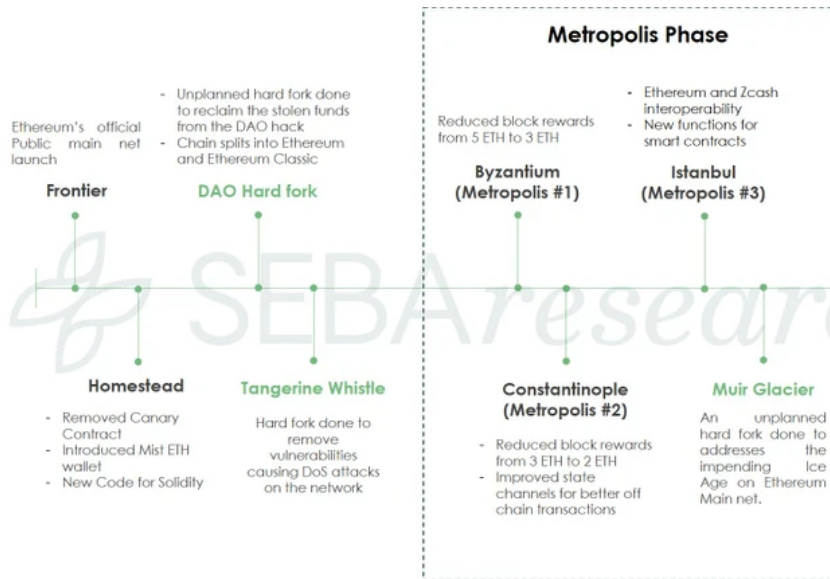 Metropolis Phase
Ethereum's official
Public main net
launch
Frontier
- Unplanned hard fork done
to reclaim the stolen funds
from the DAO hack
- Chain splits into Ethereum
and Ethereum Classic
DAO Hard fork
Reduced block rewards
from 5 ETH to 3 ETH
Byzantium
(Metropolis #1)
- Ethereum and Zcash
interoperability
- New functions for
smart contracts
Istanbul
(Metropolis #3)
SEBAresearch
Homestead
- Removed Canary
Contract
- Introduced Mist ETH
wallet
- New Code for Solidity
Tangerine Whistle
Hard fork done to
remove
vulnerabilities
causing DoS attacks
on the network
Constantinople
(Metropolis #2)
- Reduced block rewards
from 3 ETH to 2 ETH
- Improved state
channels for better off
chain transactions
Muir Glacier
An unplanned
hard fork done to
addresses the
impending Ice
Age on Ethereum
Main net.